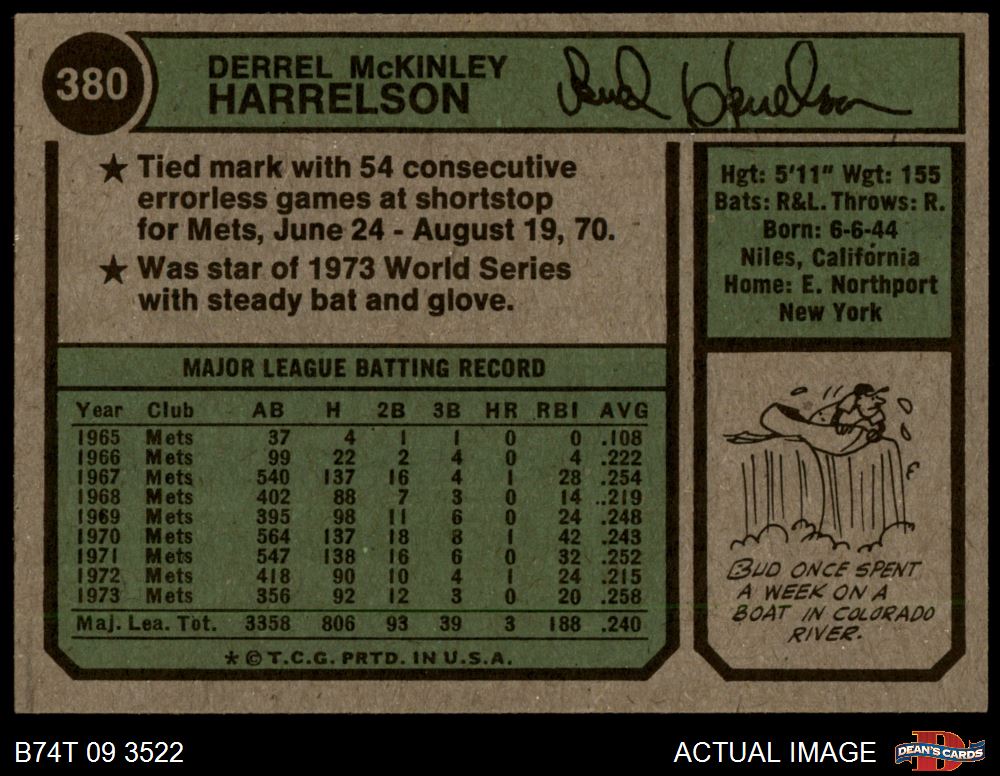 380
DERREL McKINLEY
HARRELSON
Bud Harrelson
★ Tied mark with 54 consecutive
errorless games at shortstop
for Mets, June 24 - August 19, 70.
★ Was star of 1973 World Series
with steady bat and glove.
Hgt: 5'11" Wgt: 155
Bats: R&L. Throws: R.
Born: 6-6-44
Niles, California
Home: E. Northport
New York
MAJOR LEAGUE BATTING RECORD
Year Club AB H 2B 3B HR RBI AVG
1965 Mets 37 4 1 1 0 0 .108
1966 Mets 99 22 2 4 0 4 .222
1967 Mets 540 137 16 4 1 28 .254
1968 Mets 402 88 7 3 0 14 .219
1969 Mets 395 98 11 6 0 24 .248
1970 Mets 564 137 18 8 1 42 .243
1971 Mets 547 138 16 6 0 32 .252
1972 Mets 418 90 10 4 1 24 .215
1973 Mets 356 92 12 3 0 20 .258
Maj. Lea. Tot. 3358 806 93 39 3 188 .240
* © T.C.G. PRTD. IN U.S.A.
BUD ONCE SPENT
A WEEK ON A
BOAT IN COLORADO
RIVER.
B74T 09 3522
ACTUAL IMAGE
DEAN'S CARDS